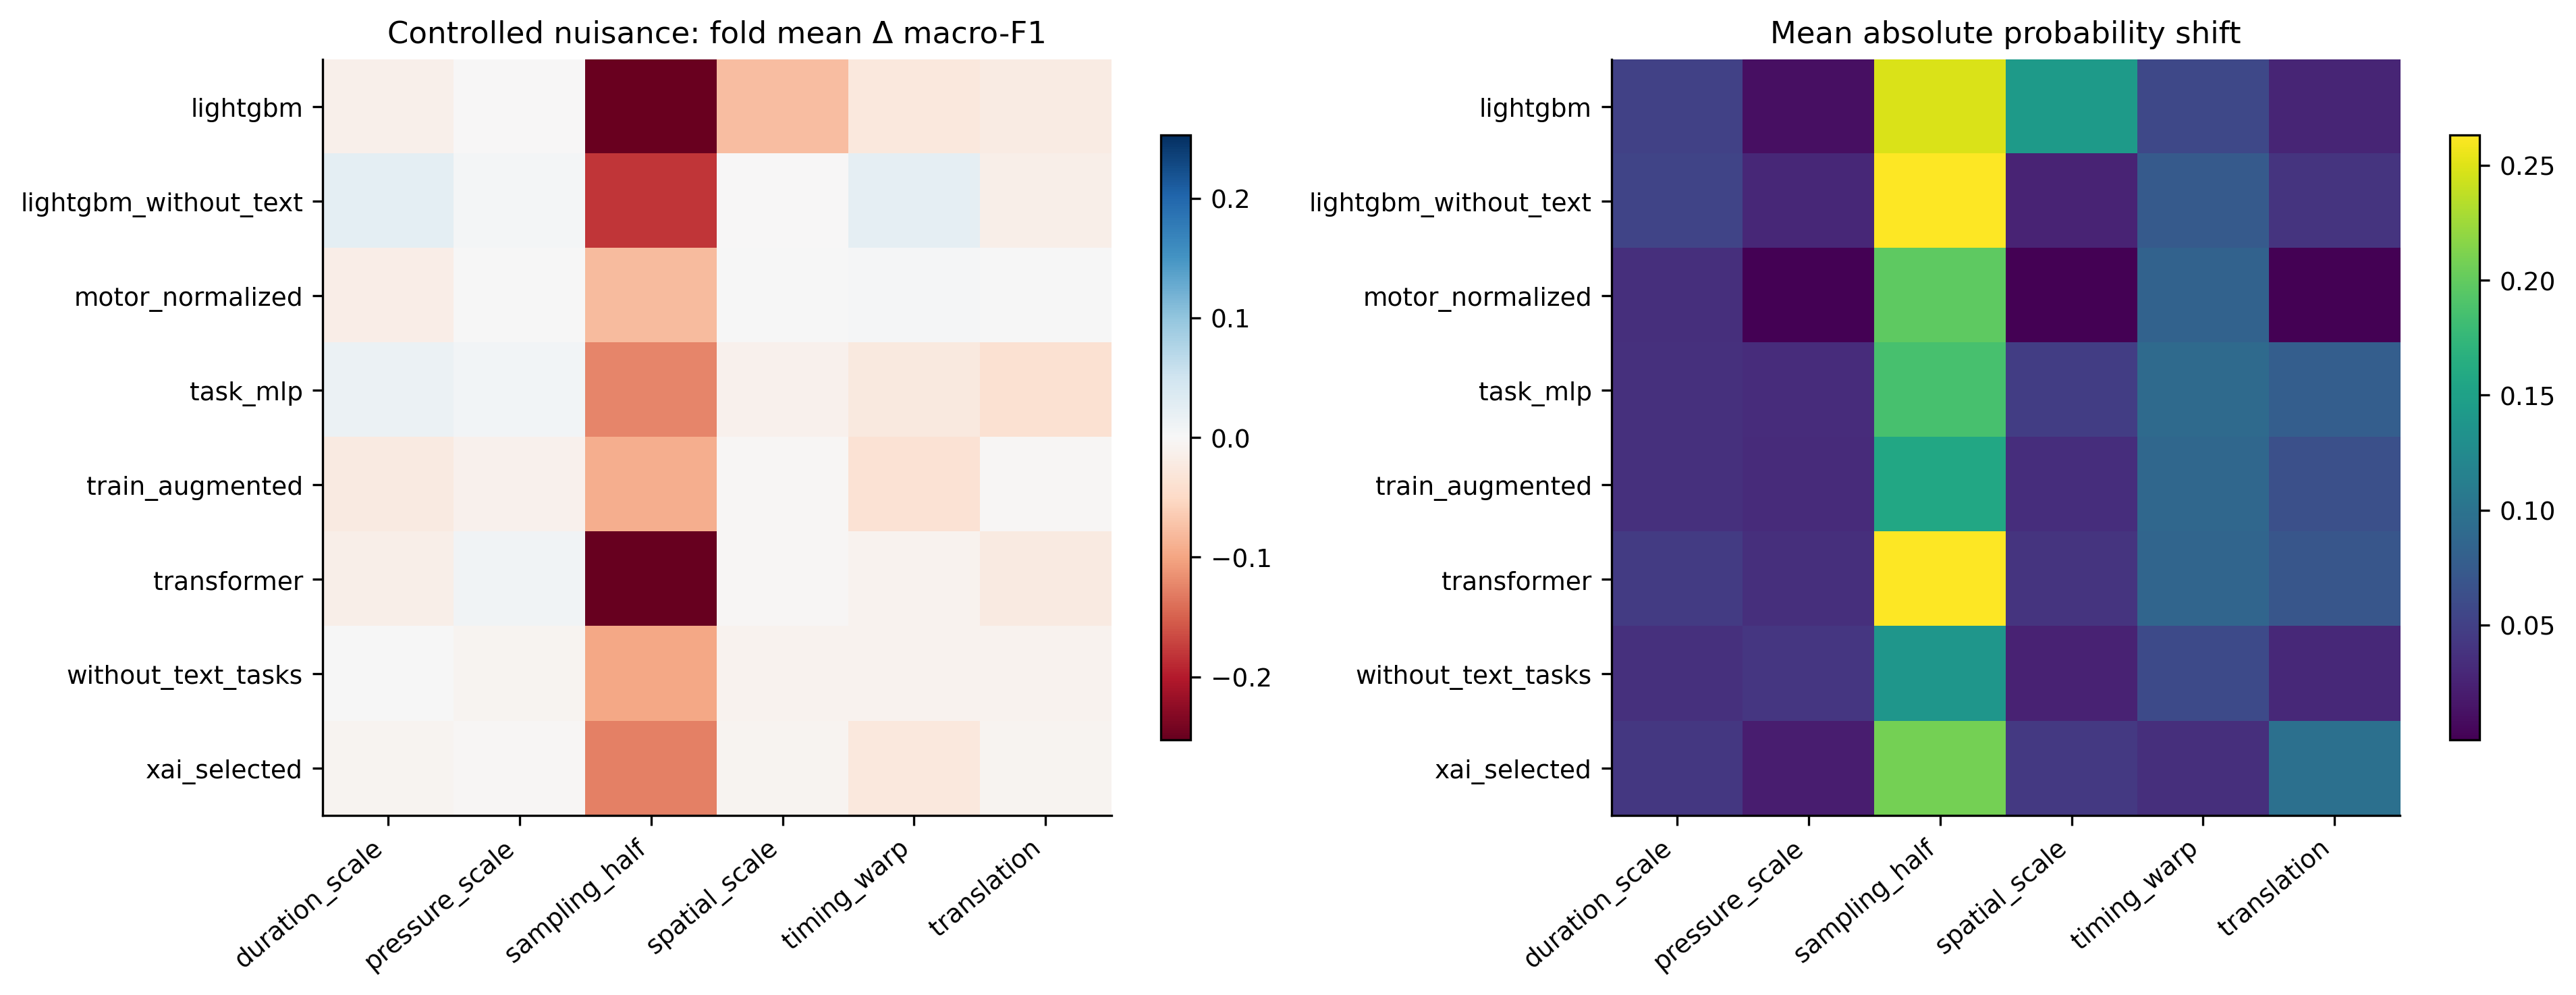 Controlled nuisance: fold mean Δ macro-F1
lightgbm
lightgbm_without_text
motor_normalized
task_mlp
train_augmented
transformer
without_text_tasks
xai_selected
duration_scale
pressure_scale
sampling_half
spatial_scale
timing_warp
translation
0.2
0.1
0.0
−0.1
−0.2
Mean absolute probability shift
lightgbm
lightgbm_without_text
motor_normalized
task_mlp
train_augmented
transformer
without_text_tasks
xai_selected
duration_scale
pressure_scale
sampling_half
spatial_scale
timing_warp
translation
0.25
0.20
0.15
0.10
0.05